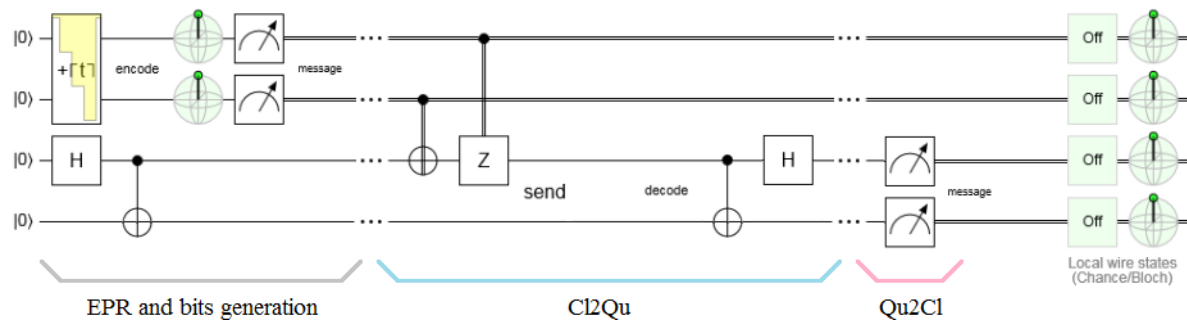 |0⟩ Off
+⌈t⌉ encode message
|0⟩ Off
|0⟩ H Z H Off
send decode message
|0⟩ Off
Local wire states
(Chance/Bloch)
EPR and bits generation Cl2Qu Qu2Cl